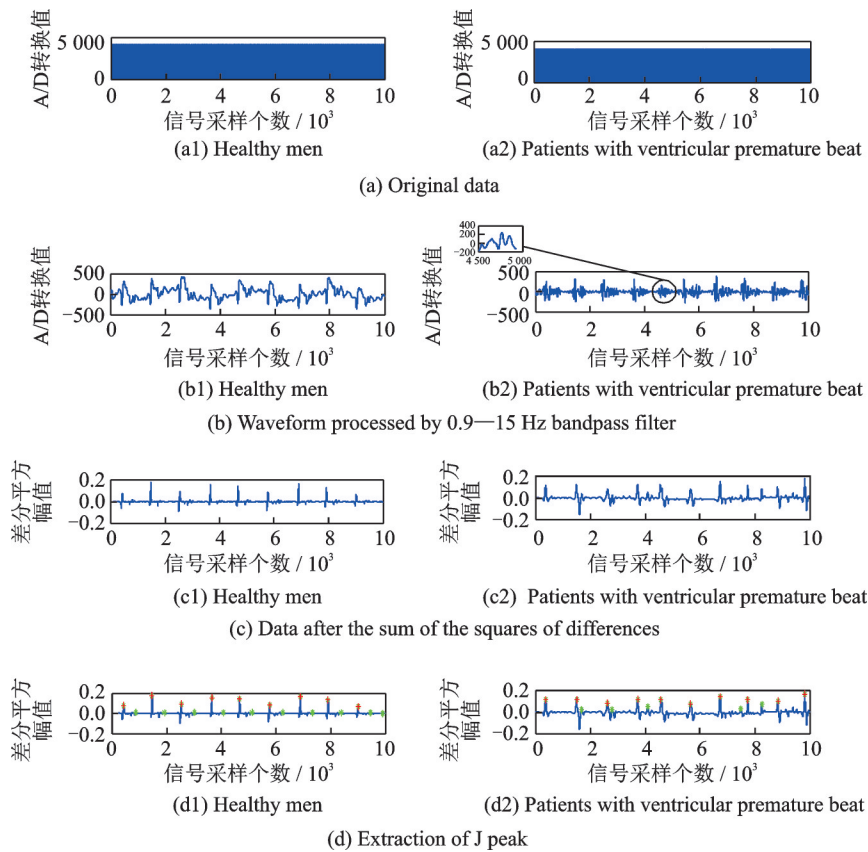 A/D转换值
5 000
0
0 2 4 6 8 10
信号采样个数 / 10³
(a1) Healthy men
A/D转换值
5 000
0
0 2 4 6 8 10
信号采样个数 / 10³
(a2) Patients with ventricular premature beat
(a) Original data
A/D转换值
500
0
−500
0 2 4 6 8 10
信号采样个数 / 10³
(b1) Healthy men
400
200
0
−200
4 500 5 000
A/D转换值
500
0
−500
0 2 4 6 8 10
信号采样个数 / 10³
(b2) Patients with ventricular premature beat
(b) Waveform processed by 0.9—15 Hz bandpass filter
差分平方
幅值
0.2
0.0
−0.2
0 2 4 6 8 10
信号采样个数 / 10³
(c1) Healthy men
差分平方
幅值
0.2
0.0
−0.2
0 2 4 6 8 10
信号采样个数 / 10³
(c2) Patients with ventricular premature beat
(c) Data after the sum of the squares of differences
差分平方
幅值
0.2
0.0
−0.2
0 2 4 6 8 10
信号采样个数 / 10³
(d1) Healthy men
差分平方
幅值
0.2
0.0
−0.2
0 2 4 6 8 10
信号采样个数 / 10³
(d2) Patients with ventricular premature beat
(d) Extraction of J peak